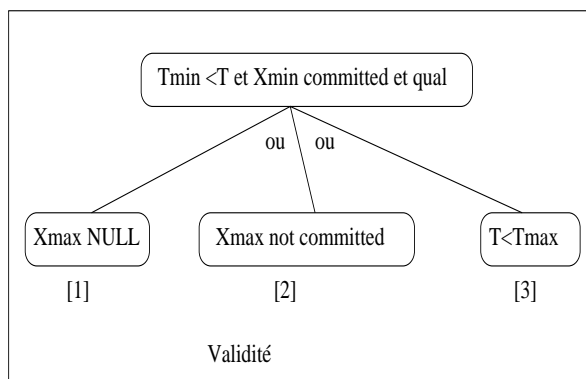 Tmin <T et Xmin committed et qual
ou ou
Xmax NULL Xmax not committed T<Tmax
[1] [2] [3]
Validité